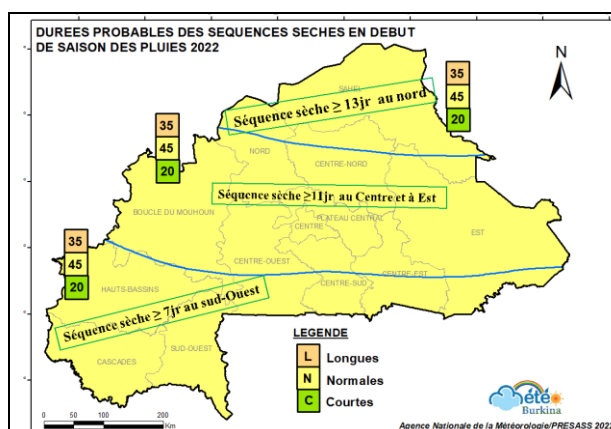 DUREES PROBABLES DES SEQUENCES SECHES EN DEBUT
DE SAISON DES PLUIES 2022
N
35
45
20
SAHEL
Séquence sèche ≥ 13jr au nord
35
45
20
NORD
CENTRE-NORD
Séquence sèche ≥11jr au Centre et à Est
BOUCLE DU MOUHOUN
PLATEAU CENTRAL
CENTRE
EST
35
45
20
CENTRE-OUEST
CENTRE-EST
CENTRE-SUD
HAUTS-BASSINS
Séquence sèche ≥ 7jr au sud-Ouest
CASCADES
SUD-OUEST
LEGENDE
L Longues
N Normales
C Courtes
200 100 0 200
Km
Météo
Burkina
Agence Nationale de la Météorologie/PRESASS 202